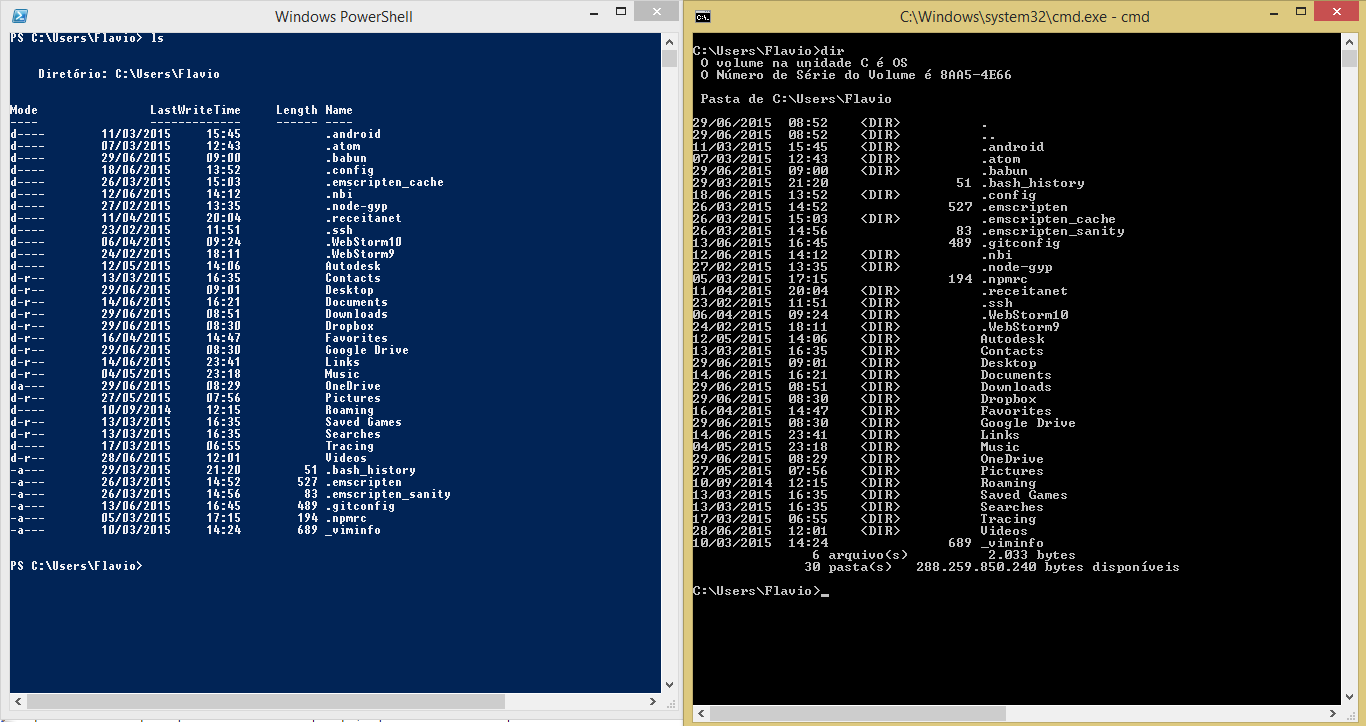 Windows PowerShell
PS C:\Users\Flavio> ls
Diretório: C:\Users\Flavio
Mode LastWriteTime Length Name
---- ------------- ------ ----
d---- 11/03/2015 15:45 .android
d---- 07/03/2015 12:43 .atom
d---- 29/06/2015 09:00 .babun
d---- 18/06/2015 13:52 .config
d---- 26/03/2015 15:03 .emscripten_cache
d---- 12/06/2015 14:12 .nbi
d---- 27/02/2015 13:35 .node-gyp
d---- 11/04/2015 20:04 .receitanet
d---- 23/02/2015 11:51 .ssh
d---- 06/04/2015 09:24 .WebStorm10
d---- 24/02/2015 18:11 .WebStorm9
d---- 12/05/2015 14:06 Autodesk
d-r-- 13/03/2015 16:35 Contacts
d-r-- 29/06/2015 09:01 Desktop
d-r-- 14/06/2015 16:21 Documents
d-r-- 29/06/2015 08:51 Downloads
d-r-- 29/06/2015 08:30 Dropbox
d-r-- 16/04/2015 14:47 Favorites
d-r-- 29/06/2015 08:30 Google Drive
d-r-- 14/06/2015 23:41 Links
d-r-- 04/05/2015 23:18 Music
da--- 29/06/2015 08:29 OneDrive
d-r-- 27/05/2015 07:56 Pictures
d---- 10/09/2014 12:15 Roaming
d-r-- 13/03/2015 16:35 Saved Games
d-r-- 13/03/2015 16:35 Searches
d---- 17/03/2015 06:55 Tracing
d-r-- 28/06/2015 12:01 Videos
-a--- 29/03/2015 21:20 51 .bash_history
-a--- 26/03/2015 14:52 527 .emscripten
-a--- 26/03/2015 14:56 83 .emscripten_sanity
-a--- 13/06/2015 16:45 489 .gitconfig
-a--- 05/03/2015 17:15 194 .npmrc
-a--- 10/03/2015 14:24 689 _viminfo
PS C:\Users\Flavio>
C:\Windows\system32\cmd.exe - cmd
C:\Users\Flavio>dir
O volume na unidade C é OS
O Número de Série do Volume é 8AA5-4E66
Pasta de C:\Users\Flavio
29/06/2015 08:52 <DIR> .
29/06/2015 08:52 <DIR> ..
11/03/2015 15:45 <DIR> .android
07/03/2015 12:43 <DIR> .atom
29/06/2015 09:00 <DIR> .babun
29/03/2015 21:20 51 .bash_history
18/06/2015 13:52 <DIR> .config
26/03/2015 14:52 527 .emscripten
26/03/2015 15:03 <DIR> .emscripten_cache
26/03/2015 14:56 83 .emscripten_sanity
13/06/2015 16:45 489 .gitconfig
12/06/2015 14:12 <DIR> .nbi
27/02/2015 13:35 <DIR> .node-gyp
05/03/2015 17:15 194 .npmrc
11/04/2015 20:04 <DIR> .receitanet
23/02/2015 11:51 <DIR> .ssh
06/04/2015 09:24 <DIR> .WebStorm10
24/02/2015 18:11 <DIR> .WebStorm9
12/05/2015 14:06 <DIR> Autodesk
13/03/2015 16:35 <DIR> Contacts
29/06/2015 09:01 <DIR> Desktop
14/06/2015 16:21 <DIR> Documents
29/06/2015 08:51 <DIR> Downloads
29/06/2015 08:30 <DIR> Dropbox
16/04/2015 14:47 <DIR> Favorites
29/06/2015 08:30 <DIR> Google Drive
14/06/2015 23:41 <DIR> Links
04/05/2015 23:18 <DIR> Music
29/06/2015 08:29 <DIR> OneDrive
27/05/2015 07:56 <DIR> Pictures
10/09/2014 12:15 <DIR> Roaming
13/03/2015 16:35 <DIR> Saved Games
13/03/2015 16:35 <DIR> Searches
17/03/2015 06:55 <DIR> Tracing
28/06/2015 12:01 <DIR> Videos
10/03/2015 14:24 689 _viminfo
6 arquivo(s) 2.033 bytes
30 pasta(s) 288.259.850.240 bytes disponíveis
C:\Users\Flavio>_